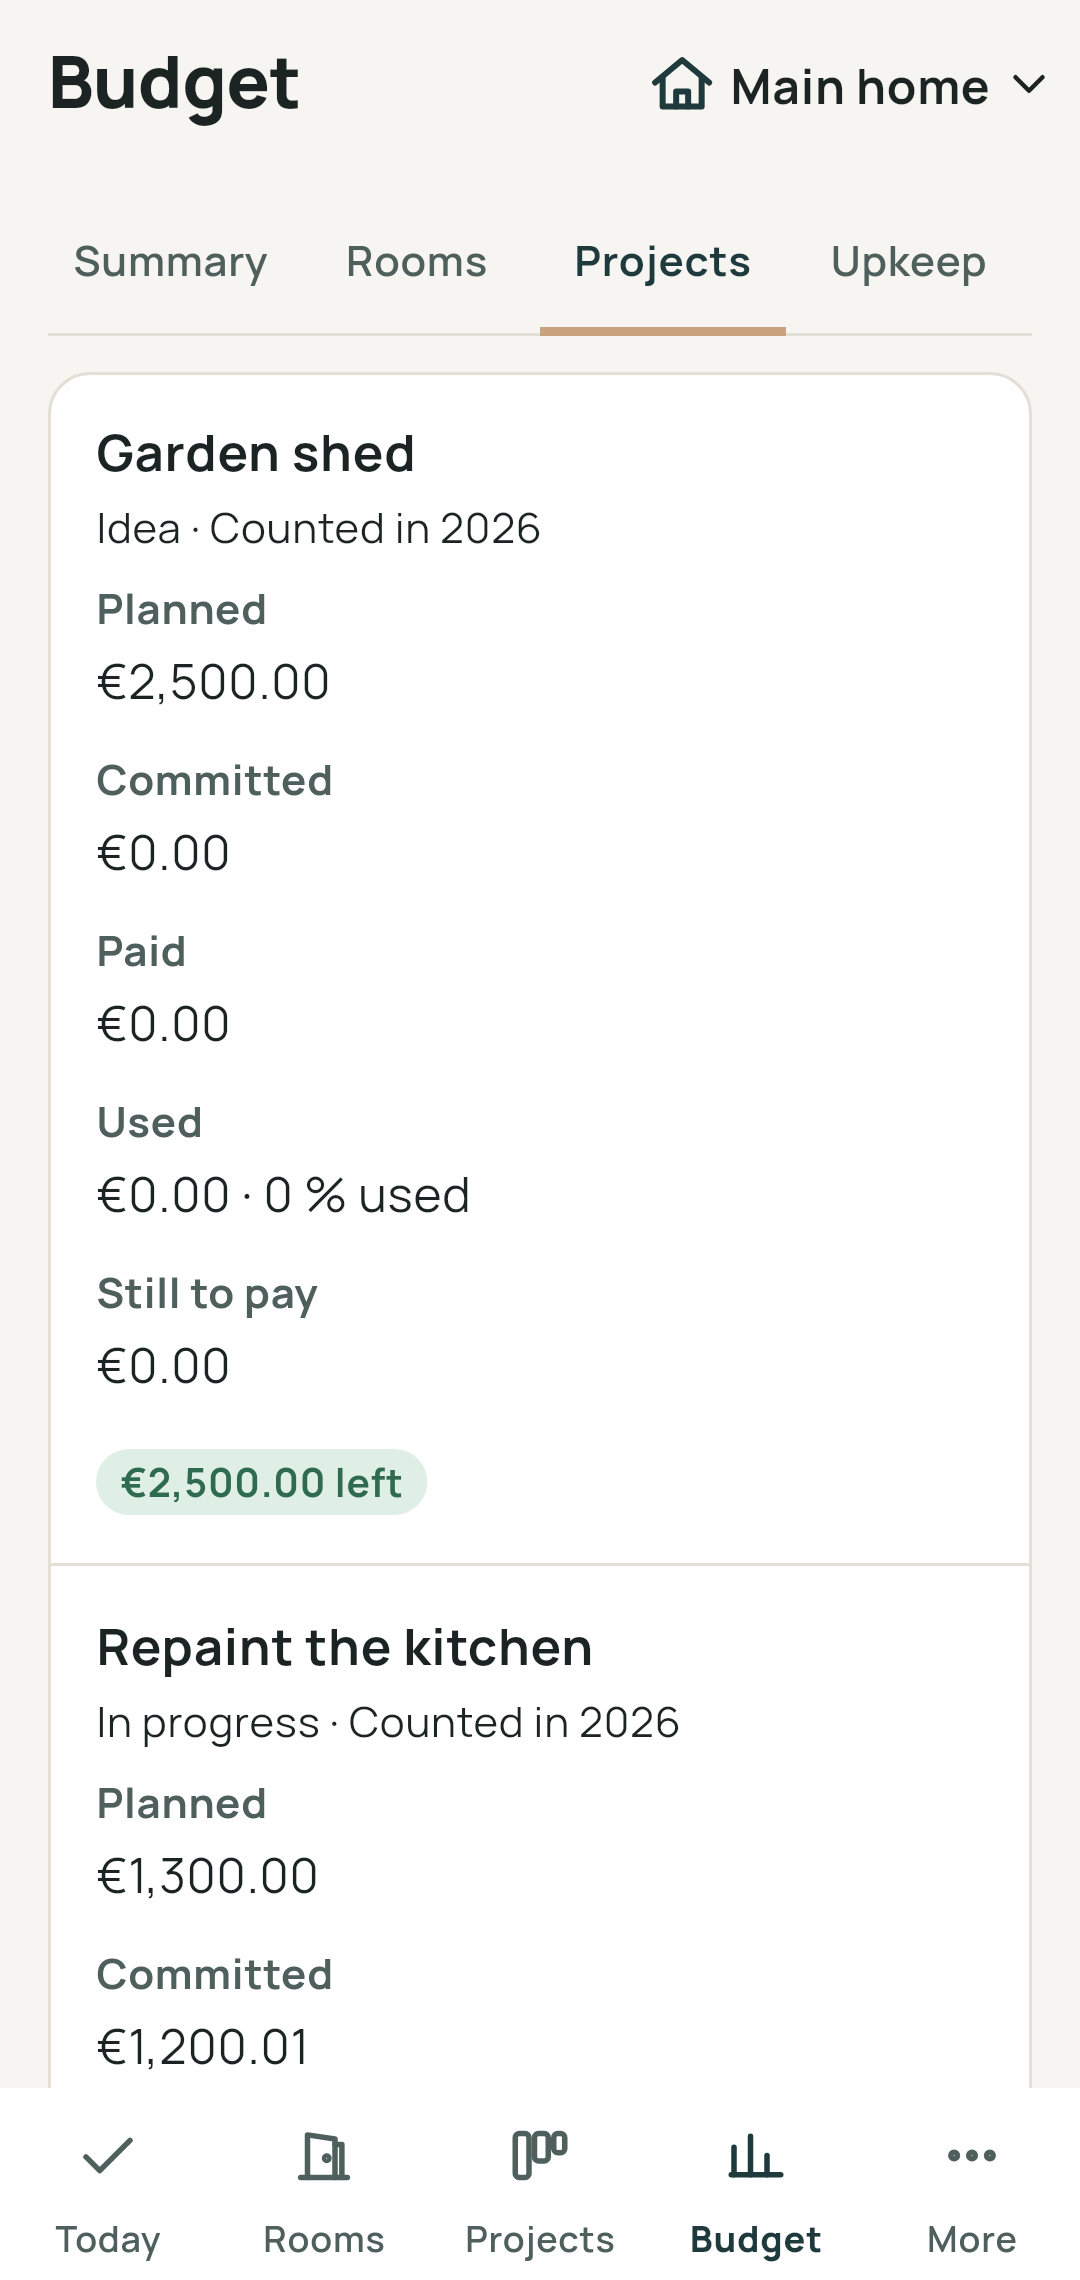 Budget
Main home
Summary
Rooms
Projects
Upkeep
Garden shed
Idea · Counted in 2026
Planned
€2,500.00
Committed
€0.00
Paid
€0.00
Used
€0.00 · 0 % used
Still to pay
€0.00
€2,500.00 left
Repaint the kitchen
In progress · Counted in 2026
Planned
€1,300.00
Committed
€1,200.01
Today
Rooms
Projects
Budget
More